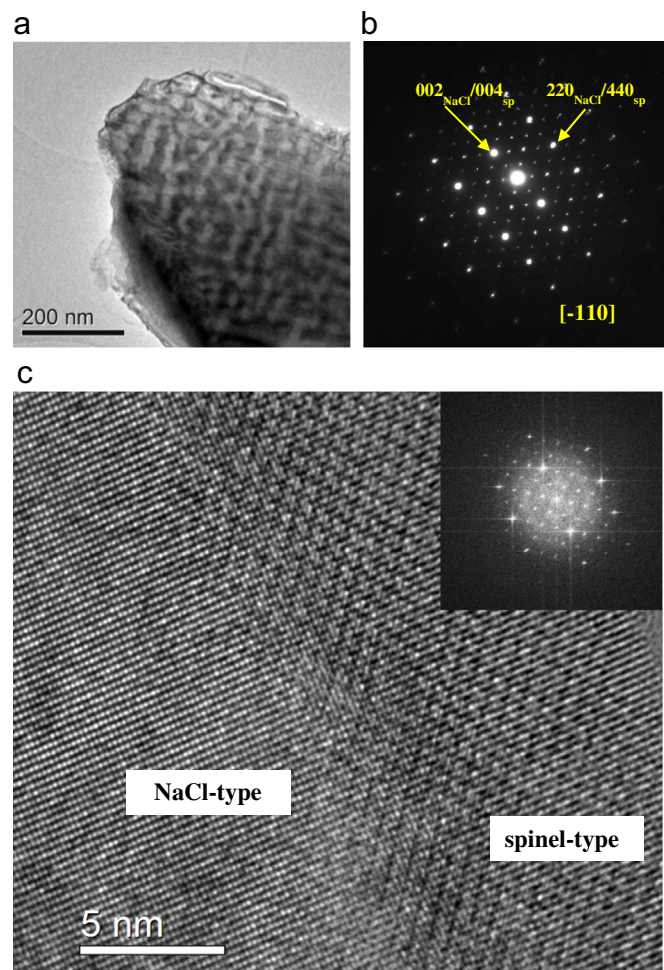 a
b
002NaCl/004sp
220NaCl/440sp
200 nm
[-110]
c
NaCl-type
spinel-type
5 nm